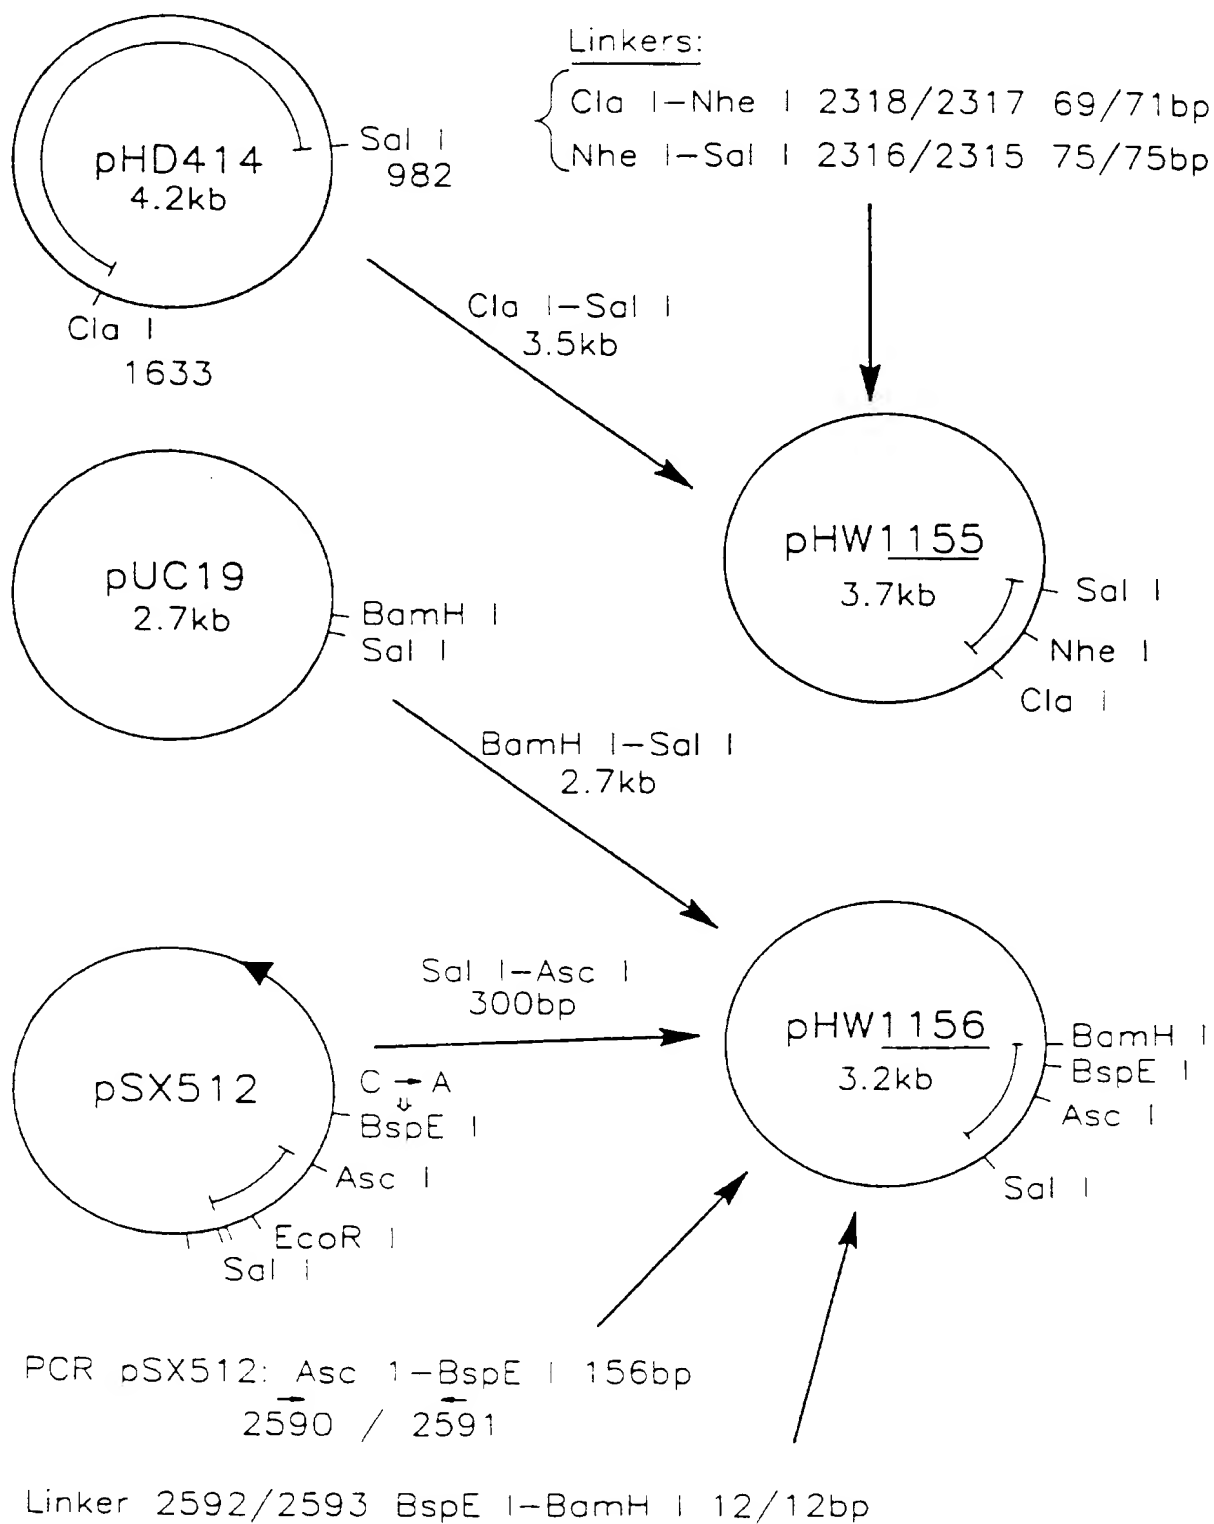 Linkers:
Cla I-Nhe I 2318/2317 69/71bp
Nhe I-Sal I 2316/2315 75/75bp
pHD414
4.2kb
Sal I
982
Cla I
1633
Cla I-Sal I
3.5kb
pHW1155
3.7kb
Sal I
Nhe I
Cla I
pUC19
2.7kb
BamH I
Sal I
BamH I-Sal I
2.7kb
pSX512
C → A
⇓
BspE I
Asc I
EcoR I
Sal I
Sal I-Asc I
300bp
pHW1156
3.2kb
BamH I
BspE I
Asc I
Sal I
PCR pSX512: Asc 1-BspE I 156bp
2590 / 2591
Linker 2592/2593 BspE I-BamH I 12/12bp